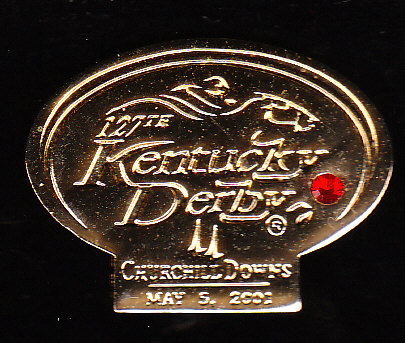 127TH
Kentucky
Derby
®
CHURCHILL DOWNS
MAY 5, 2001